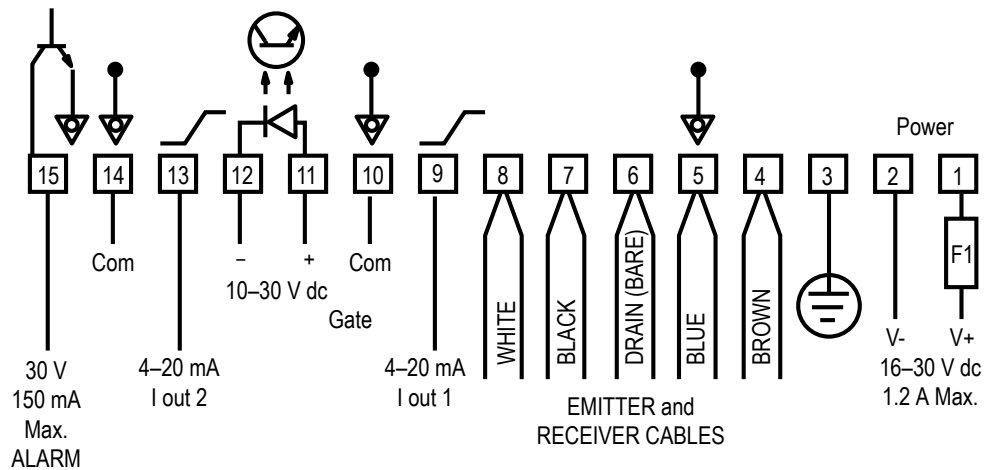 Power
15 14 13 12 11 10 9 8 7 6 5 4 3 2 1
F1
WHITE
BLACK
DRAIN (BARE)
BLUE
BROWN
Com
– +
Com
10–30 V dc
Gate
V- V+
30 V
150 mA
Max.
ALARM
4–20 mA
I out 2
4–20 mA
I out 1
16–30 V dc
1.2 A Max.
EMITTER and
RECEIVER CABLES